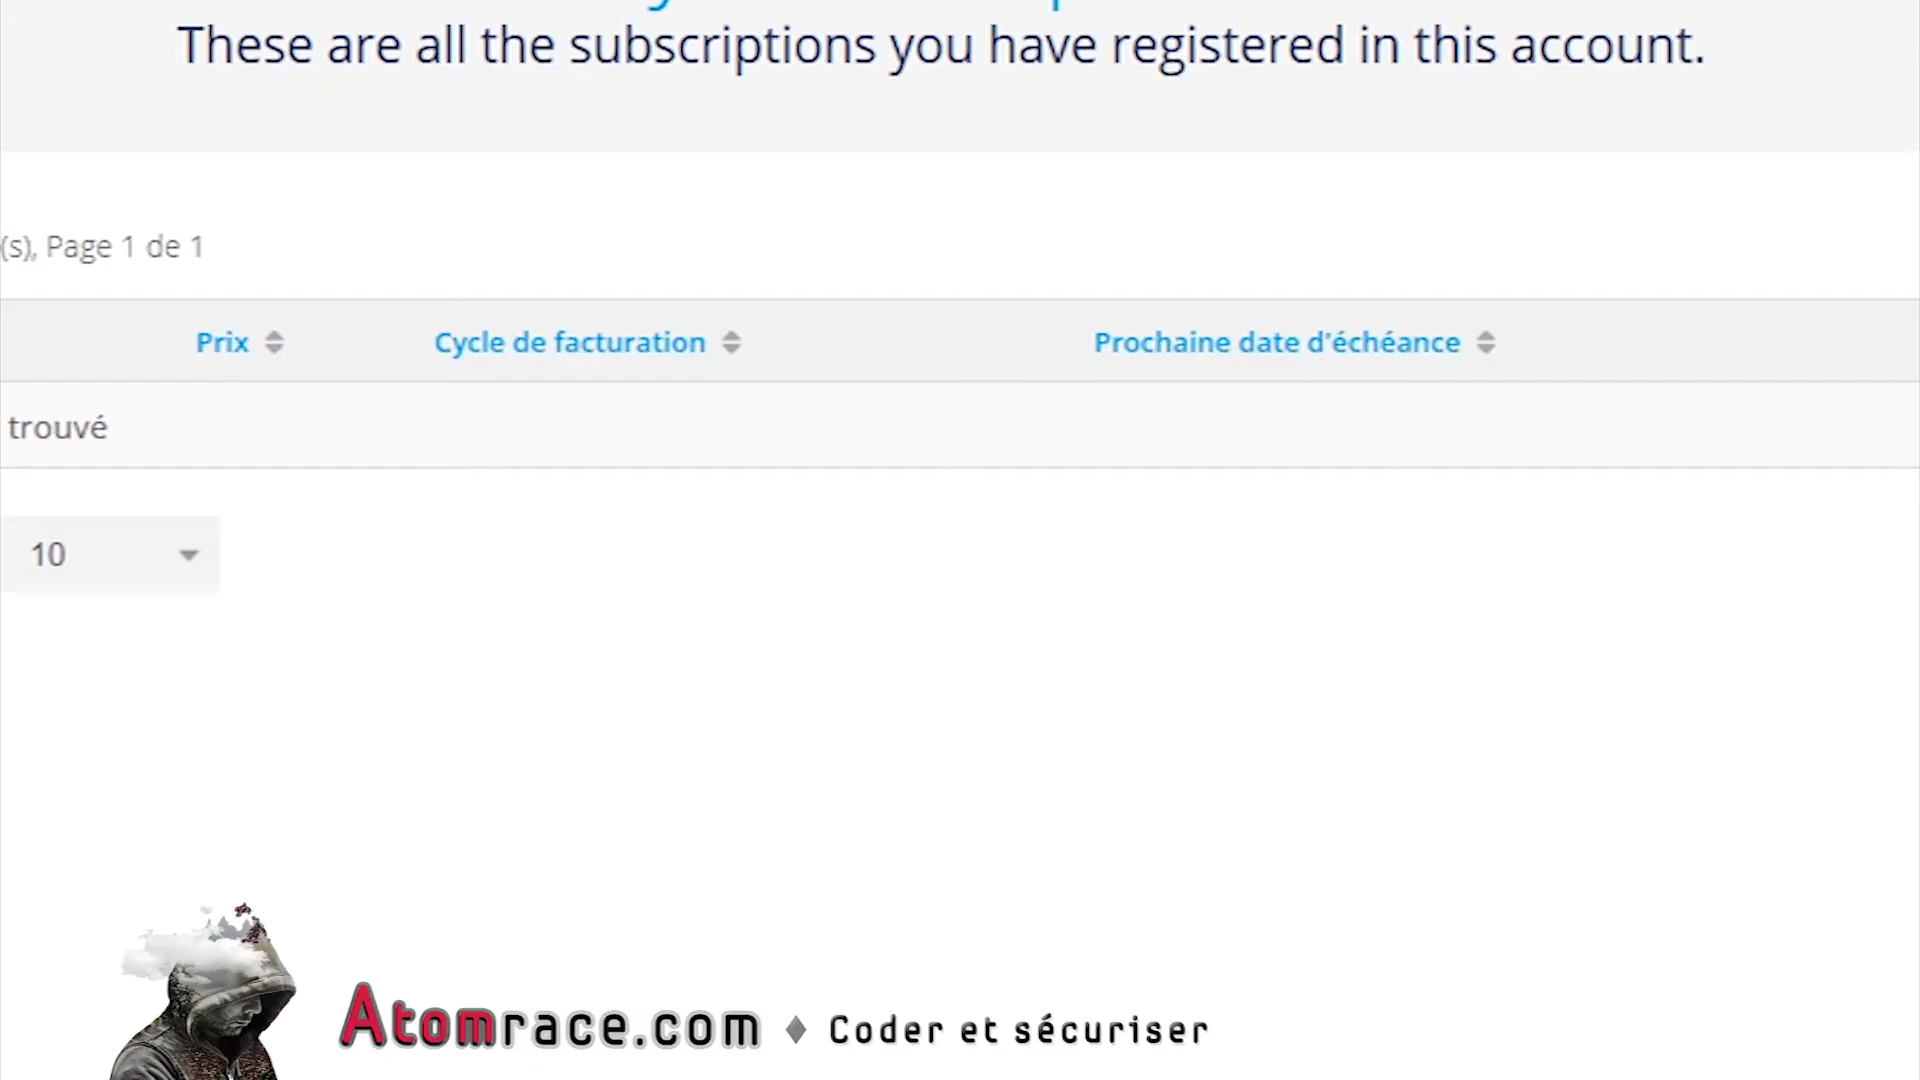 These are all the subscriptions you have registered in this account.
(s), Page 1 de 1
Prix Cycle de facturation Prochaine date d'échéance
trouvé
10
Atomrace.com ♦ Coder et sécuriser